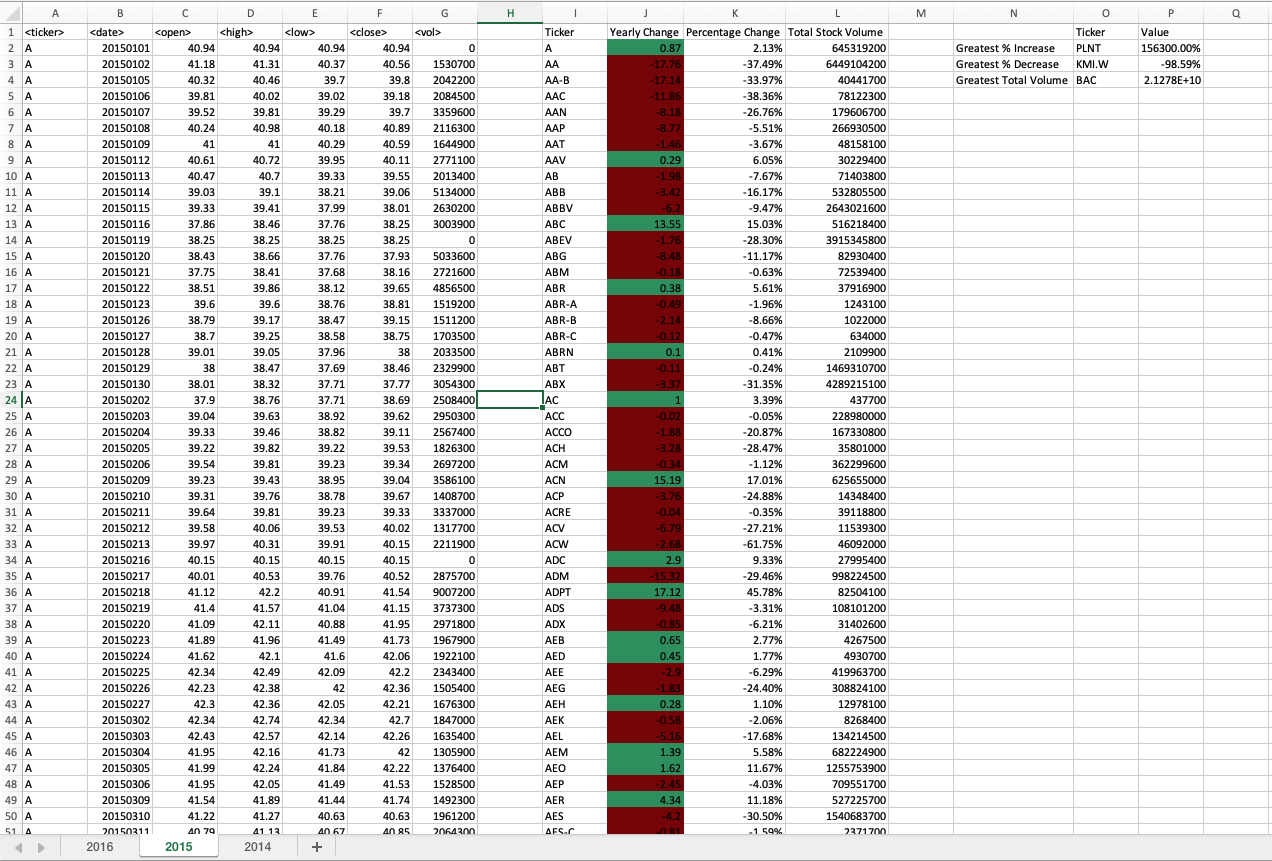 A B C D E F G H I J K L M N O P Q
1 <ticker> <date> <open> <high> <low> <close> <vol> Ticker Yearly Change Percentage Change Total Stock Volume Ticker Value
2 A 20150101 40.94 40.94 40.94 40.94 0 A 0.87 2.13% 645319200 Greatest % Increase PLNT 156300.00%
3 A 20150102 41.18 41.31 40.37 40.56 1530700 AA -17.76 -37.49% 6449104200 Greatest % Decrease KMI.W -98.59%
4 A 20150105 40.32 40.46 39.7 39.8 2042200 AA-B -17.14 -33.97% 40441700 Greatest Total Volume BAC 2.1278E+10
5 A 20150106 39.81 40.02 39.02 39.18 2084500 AAC -11.86 -38.36% 78122300
6 A 20150107 39.52 39.81 39.29 39.7 3359600 AAN -8.18 -26.76% 179606700
7 A 20150108 40.24 40.98 40.18 40.89 2116300 AAP -8.77 -5.51% 266930500
8 A 20150109 41 41 40.29 40.59 1644900 AAT -1.46 -3.67% 48158100
9 A 20150112 40.61 40.72 39.95 40.11 2771100 AAV 0.29 6.05% 30229400
10 A 20150113 40.47 40.7 39.33 39.55 2013400 AB -1.98 -7.67% 71403800
11 A 20150114 39.03 39.1 38.21 39.06 5134000 ABB -3.42 -16.17% 532805500
12 A 20150115 39.33 39.41 37.99 38.01 2630200 ABBV -6.2 -9.47% 2643021600
13 A 20150116 37.86 38.46 37.76 38.25 3003900 ABC 13.55 15.03% 516218400
14 A 20150119 38.25 38.25 38.25 38.25 0 ABEV -1.76 -28.30% 3915345800
15 A 20150120 38.43 38.66 37.76 37.93 5033600 ABG -8.48 -11.17% 82930400
16 A 20150121 37.75 38.41 37.68 38.16 2721600 ABM -0.18 -0.63% 72539400
17 A 20150122 38.51 39.86 38.12 39.65 4856500 ABR 0.38 5.61% 37916900
18 A 20150123 39.6 39.6 38.76 38.81 1519200 ABR-A -0.49 -1.96% 1243100
19 A 20150126 38.79 39.17 38.47 39.15 1511200 ABR-B -2.14 -8.66% 1022000
20 A 20150127 38.7 39.25 38.58 38.75 1703500 ABR-C -0.12 -0.47% 634000
21 A 20150128 39.01 39.05 37.96 38 2033500 ABRN 0.1 0.41% 2109900
22 A 20150129 38 38.47 37.69 38.46 2329900 ABT -0.11 -0.24% 1469310700
23 A 20150130 38.01 38.32 37.71 37.77 3054300 ABX -3.37 -31.35% 4289215100
24 A 20150202 37.9 38.76 37.71 38.69 2508400 AC 1 3.39% 437700
25 A 20150203 39.04 39.63 38.92 39.62 2950300 ACC -0.02 -0.05% 228980000
26 A 20150204 39.33 39.46 38.82 39.11 2567400 ACCO -1.88 -20.87% 167330800
27 A 20150205 39.22 39.82 39.22 39.53 1826300 ACH -3.28 -28.47% 35801000
28 A 20150206 39.54 39.81 39.23 39.34 2697200 ACM -0.34 -1.12% 362299600
29 A 20150209 39.23 39.43 38.95 39.04 3586100 ACN 15.19 17.01% 625655000
30 A 20150210 39.31 39.76 38.78 39.67 1408700 ACP -3.76 -24.88% 14348400
31 A 20150211 39.64 39.81 39.23 39.33 3337000 ACRE -0.04 -0.35% 39118800
32 A 20150212 39.58 40.06 39.53 40.02 1317700 ACV -6.79 -27.21% 11539300
33 A 20150213 39.97 40.31 39.91 40.15 2211900 ACW -2.68 -61.75% 46092000
34 A 20150216 40.15 40.15 40.15 40.15 0 ADC 2.9 9.33% 27995400
35 A 20150217 40.01 40.53 39.76 40.52 2875700 ADM -15.32 -29.46% 998224500
36 A 20150218 41.12 42.2 40.91 41.54 9007200 ADPT 17.12 45.78% 82504100
37 A 20150219 41.4 41.57 41.04 41.15 3737300 ADS -9.48 -3.31% 108101200
38 A 20150220 41.09 42.11 40.88 41.95 2971800 ADX -0.85 -6.21% 31402600
39 A 20150223 41.89 41.96 41.49 41.73 1967900 AEB 0.65 2.77% 4267500
40 A 20150224 41.62 42.1 41.6 42.06 1922100 AED 0.45 1.77% 4930700
41 A 20150225 42.34 42.49 42.09 42.2 2343400 AEE -2.9 -6.29% 419963700
42 A 20150226 42.23 42.38 42 42.36 1505400 AEG -1.83 -24.40% 308824100
43 A 20150227 42.3 42.36 42.05 42.21 1676300 AEH 0.28 1.10% 12978100
44 A 20150302 42.34 42.74 42.34 42.7 1847000 AEK -0.58 -2.06% 8268400
45 A 20150303 42.43 42.57 42.14 42.26 1635400 AEL -5.16 -17.68% 134214500
46 A 20150304 41.95 42.16 41.73 42 1305900 AEM 1.39 5.58% 682224900
47 A 20150305 41.99 42.24 41.84 42.22 1376400 AEO 1.62 11.67% 1255753900
48 A 20150306 41.95 42.05 41.49 41.53 1528500 AEP -2.45 -4.03% 709551700
49 A 20150309 41.54 41.89 41.44 41.74 1492300 AER 4.34 11.18% 527225700
50 A 20150310 41.22 41.27 40.63 40.63 1961200 AES -4.2 -30.50% 1540683700
51 A 20150311 40.79 41.13 40.67 40.85 2064300 AES-C -0.81 -1.59% 2371700
2016 2015 2014 +